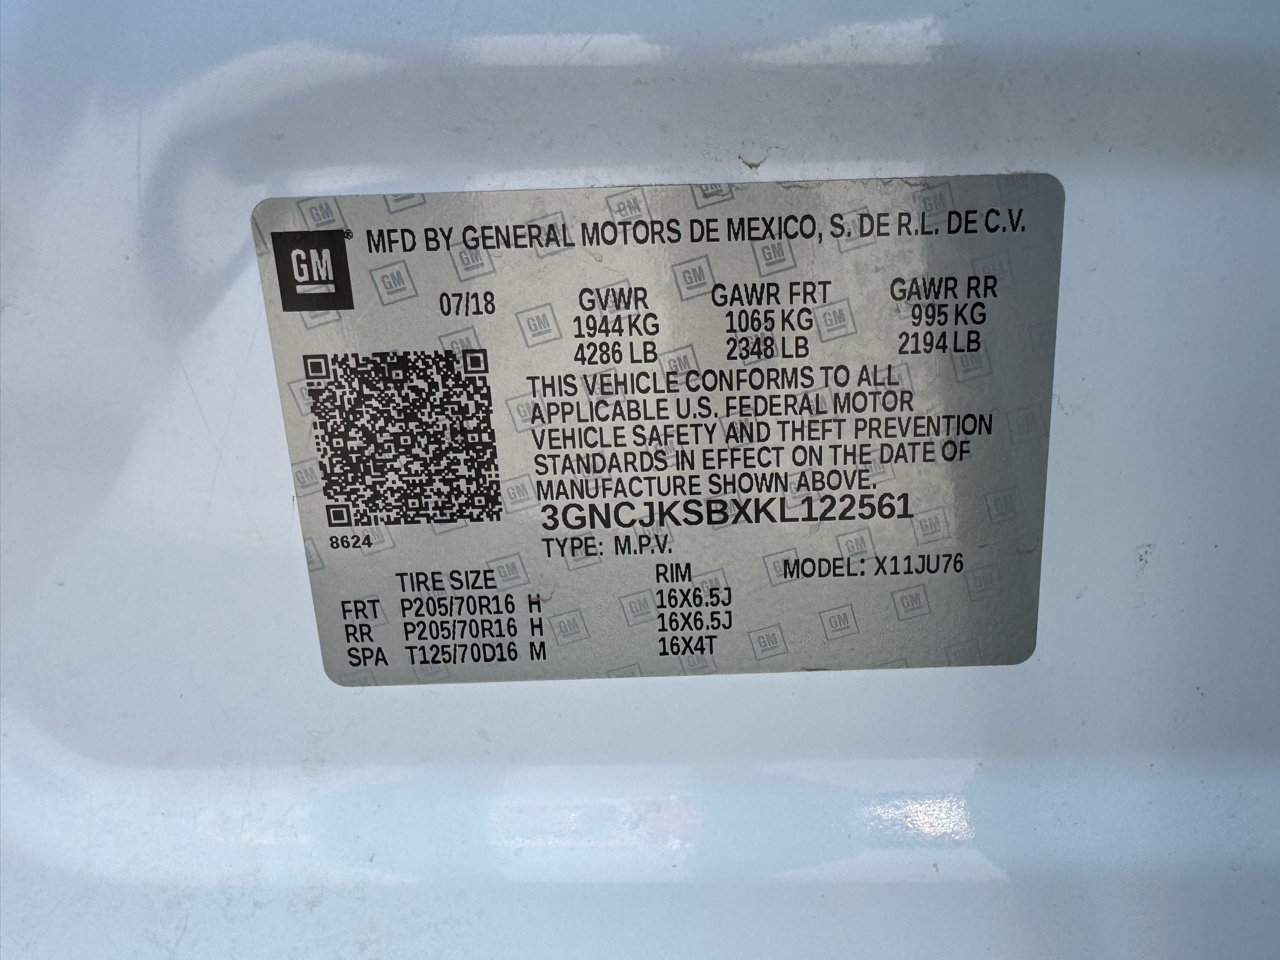 GM
MFD BY GENERAL MOTORS DE MEXICO, S. DE R.L. DE C.V.
07/18
GVWR GAWR FRT GAWR RR
1944 KG 1065 KG 995 KG
4286 LB 2348 LB 2194 LB
THIS VEHICLE CONFORMS TO ALL
APPLICABLE U.S. FEDERAL MOTOR
VEHICLE SAFETY AND THEFT PREVENTION
STANDARDS IN EFFECT ON THE DATE OF
MANUFACTURE SHOWN ABOVE.
3GNCJKSBXKL122561
8624
TYPE: M.P.V.
MODEL: X11JU76
TIRE SIZE RIM
FRT P205/70R16 H 16X6.5J
RR P205/70R16 H 16X6.5J
SPA T125/70D16 M 16X4T